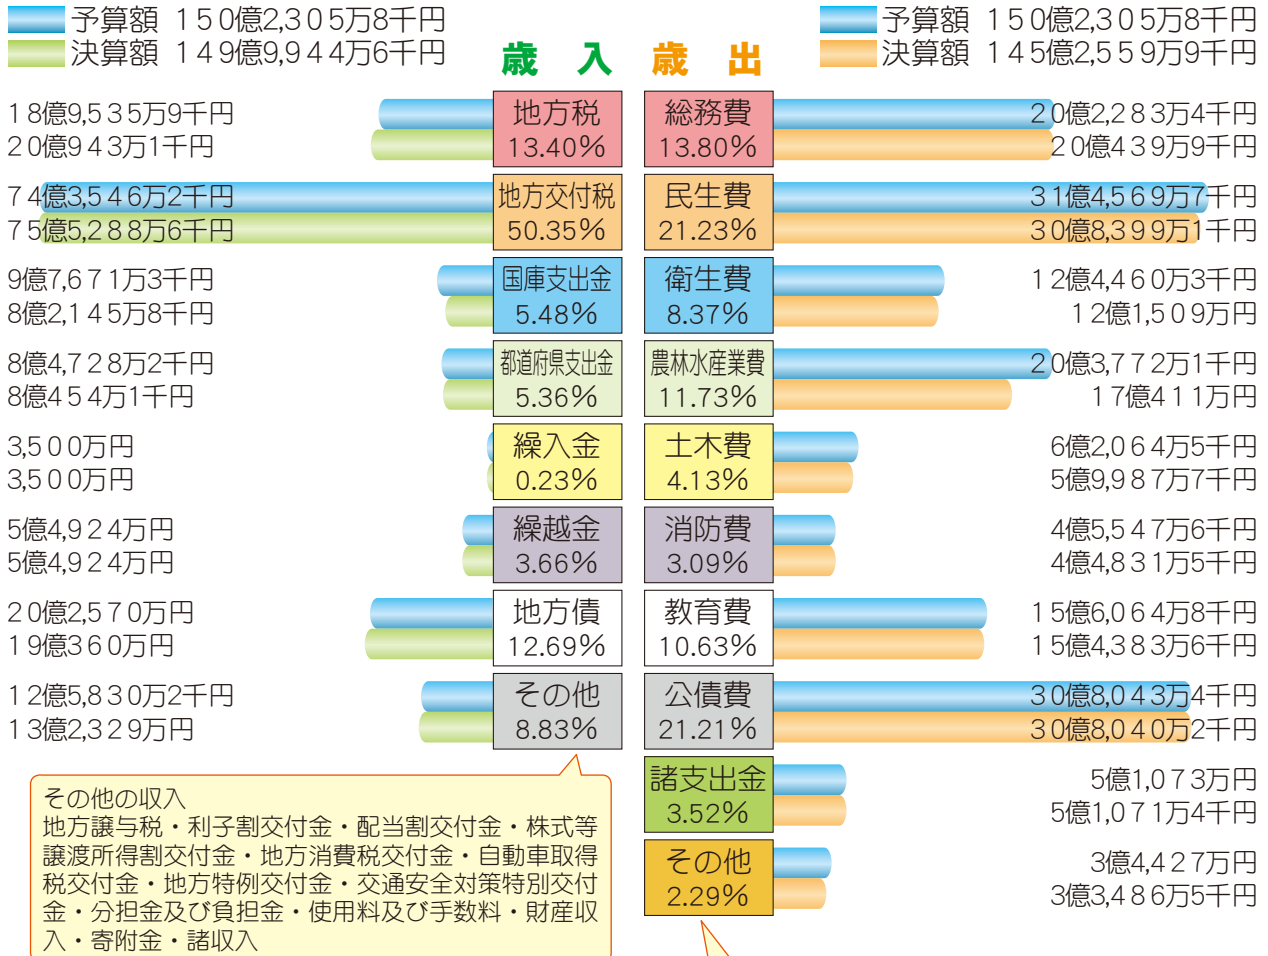 予算額 150億2,305万8千円
決算額 149億9,944万6千円
歳 入
歳 出
予算額 150億2,305万8千円
決算額 145億2,559万9千円
18億9,535万9千円
20億943万1千円
地方税
13.40%
総務費
13.80%
20億2,283万4千円
20億439万9千円
74億3,546万2千円
75億5,288万6千円
地方交付税
50.35%
民生費
21.23%
31億4,569万7千円
30億8,399万1千円
9億7,671万3千円
8億2,145万8千円
国庫支出金
5.48%
衛生費
8.37%
12億4,460万3千円
12億1,509万円
8億4,728万2千円
8億454万1千円
都道府県支出金
5.36%
農林水産業費
11.73%
20億3,772万1千円
17億411万円
3,500万円
3,500万円
繰入金
0.23%
土木費
4.13%
6億2,064万5千円
5億9,987万7千円
5億4,924万円
5億4,924万円
繰越金
3.66%
消防費
3.09%
4億5,547万6千円
4億4,831万5千円
20億2,570万円
19億360万円
地方債
12.69%
教育費
10.63%
15億6,064万8千円
15億4,383万6千円
12億5,830万2千円
13億2,329万円
その他
8.83%
公債費
21.21%
30億8,043万4千円
30億8,040万2千円
諸支出金
3.52%
5億1,073万円
5億1,071万4千円
その他
2.29%
3億4,427万円
3億3,486万5千円
その他の収入
地方譲与税・利子割交付金・配当割交付金・株式等
譲渡所得割交付金・地方消費税交付金・自動車取得
税交付金・地方特例交付金・交通安全対策特別交付
金・分担金及び負担金・使用料及び手数料・財産収
入・寄附金・諸収入